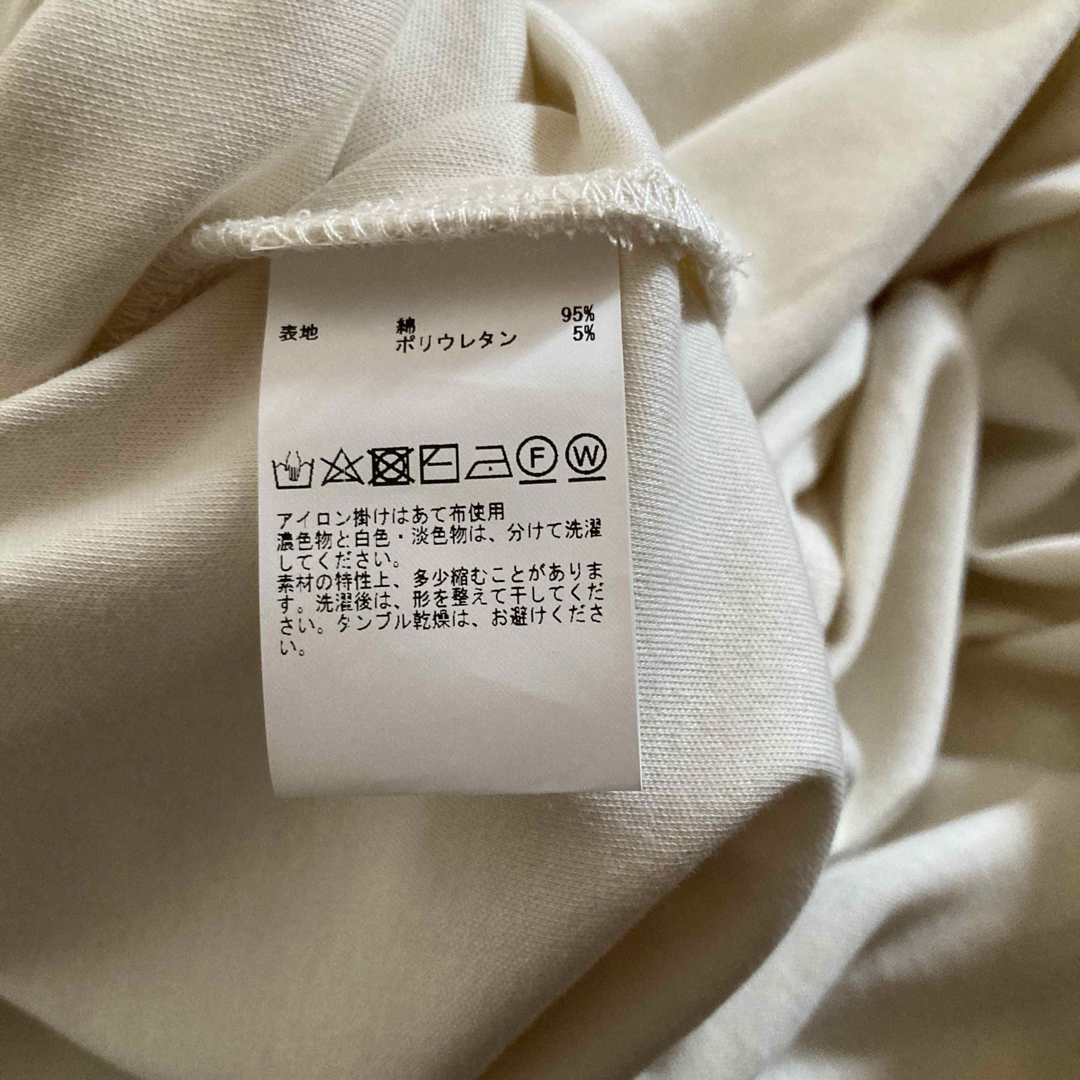 綿 95%
表地 ポリウレタン 5%
F W
アイロン掛けはあて布使用
濃色物と白色・淡色物は、分けて洗濯
してください。
素材の特性上、多少縮むことがありま
す。洗濯後は、形を整えて干してくだ
さい。タンブル乾燥は、お避けくださ
い。